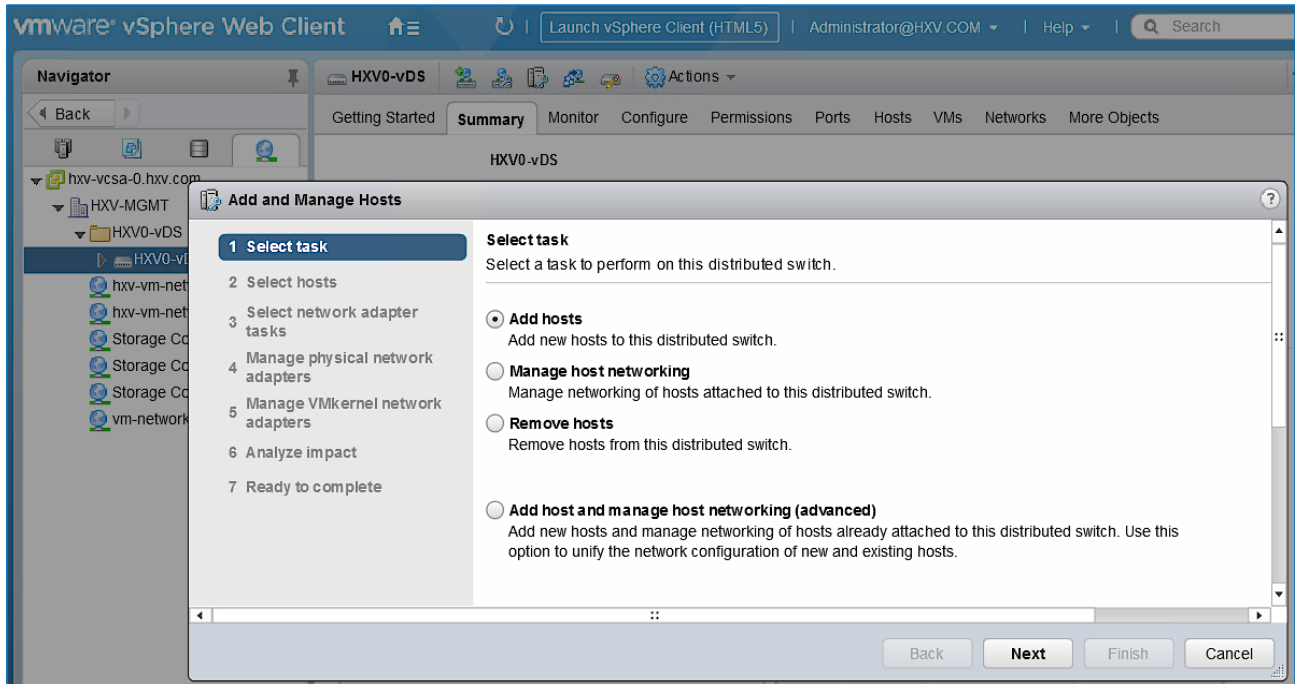 vmware® vSphere Web Client
Launch vSphere Client (HTML5)
Administrator@HXV.COM
Help
Search
Navigator
HXV0-vDS
Actions
Back
Getting Started
Summary
Monitor
Configure
Permissions
Ports
Hosts
VMs
Networks
More Objects
HXV0-vDS
hxv-vcsa-0.hxv.com
HXV-MGMT
HXV0-vDS
HXV0-vD
hxv-vm-net
hxv-vm-net
Storage Co
Storage Co
Storage Co
vm-network
Add and Manage Hosts
1 Select task
2 Select hosts
3 Select network adapter
tasks
4 Manage physical network
adapters
5 Manage VMkernel network
adapters
6 Analyze impact
7 Ready to complete
Select task
Select a task to perform on this distributed switch.
Add hosts
Add new hosts to this distributed switch.
Manage host networking
Manage networking of hosts attached to this distributed switch.
Remove hosts
Remove hosts from this distributed switch.
Add host and manage host networking (advanced)
Add new hosts and manage networking of hosts already attached to this distributed switch. Use this
option to unify the network configuration of new and existing hosts.
Back
Next
Finish
Cancel